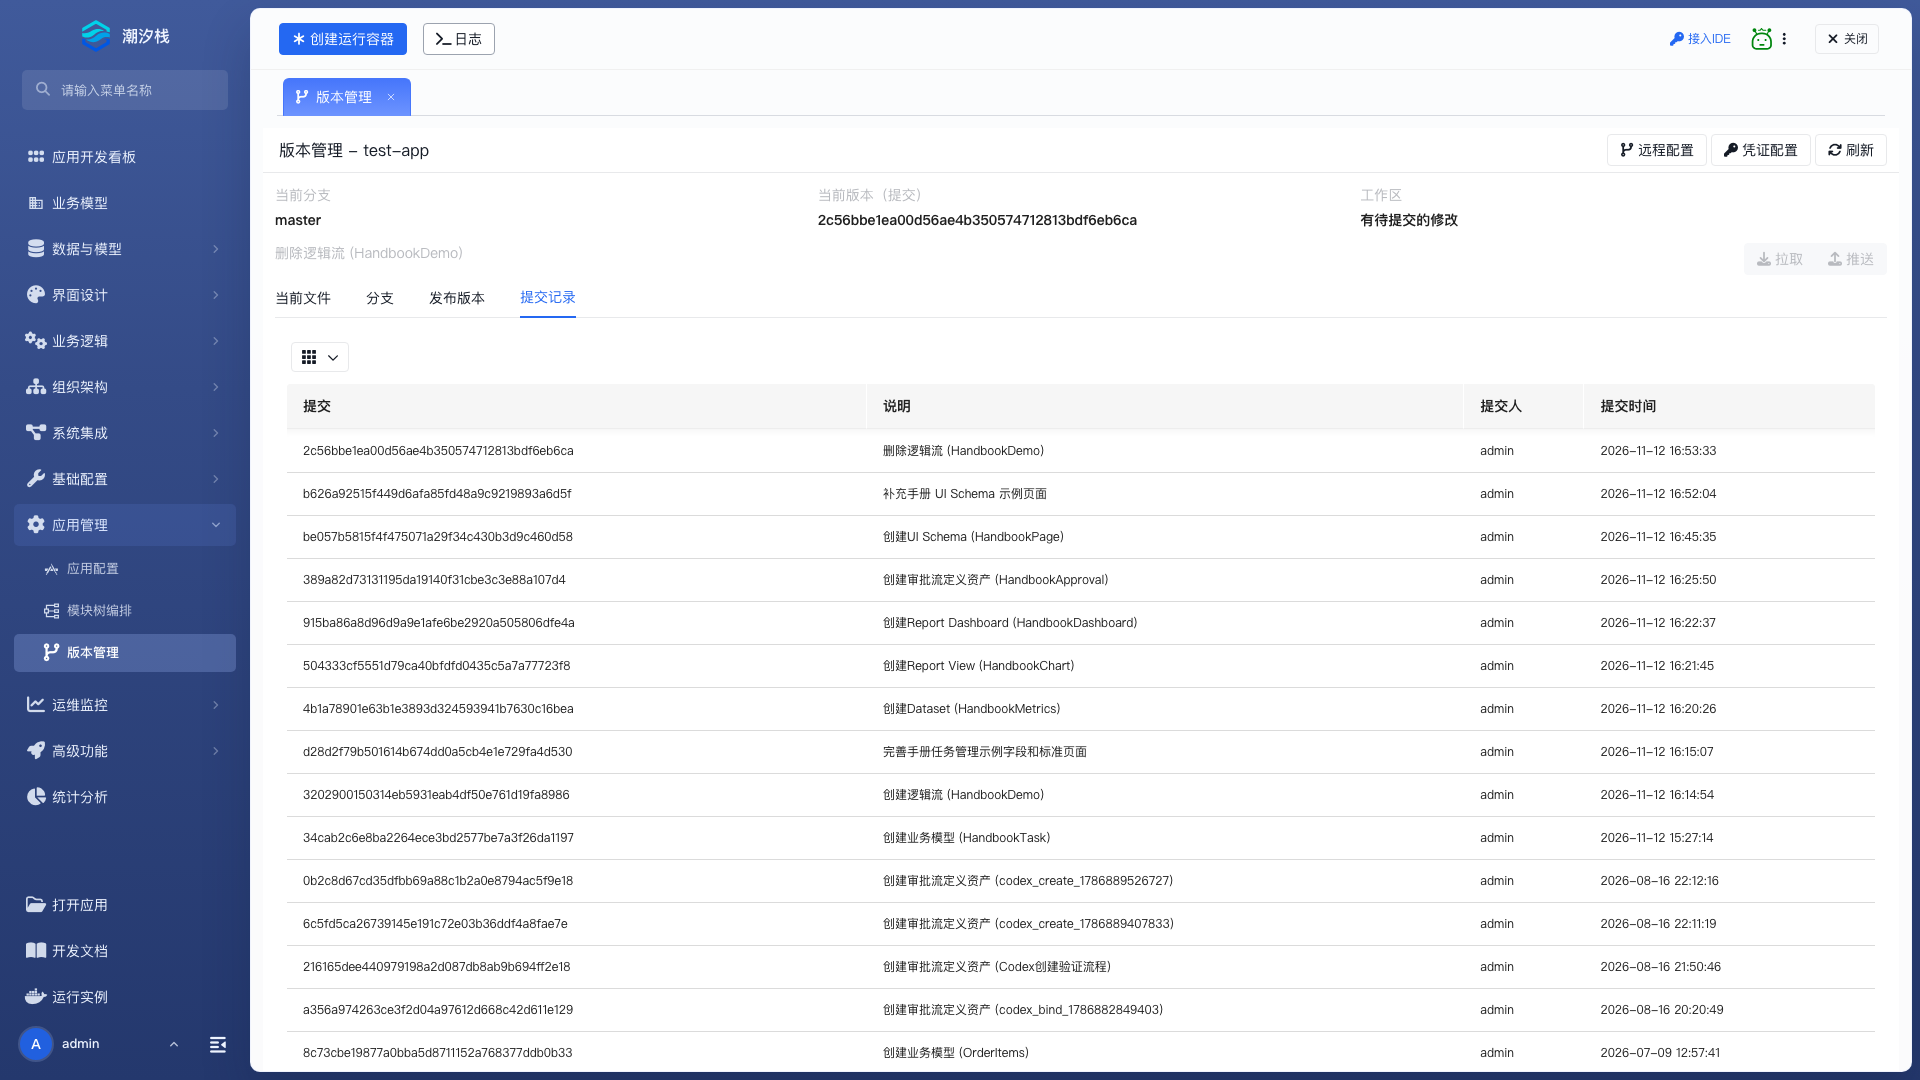 潮汐栈
请输入菜单名称
应用开发看板
业务模型
数据与模型
界面设计
业务逻辑
组织架构
系统集成
基础配置
应用管理
应用配置
模块树编排
版本管理
运维监控
高级功能
统计分析
打开应用
开发文档
运行实例
A admin
创建运行容器 日志 接入IDE 关闭
版本管理
版本管理 - test-app 远程配置 凭证配置 刷新
当前分支 当前版本（提交） 工作区
master 2c56bbe1ea00d56ae4b350574712813bdf6eb6ca 有待提交的修改
删除逻辑流 (HandbookDemo) 拉取 推送
当前文件 分支 发布版本 提交记录
提交 说明 提交人 提交时间
2c56bbe1ea00d56ae4b350574712813bdf6eb6ca 删除逻辑流 (HandbookDemo) admin 2026-11-12 16:53:33
b626a92515f449d6afa85fd48a9c9219893a6d5f 补充手册 UI Schema 示例页面 admin 2026-11-12 16:52:04
be057b5815f4f475071a29f34c430b3d9c460d58 创建UI Schema (HandbookPage) admin 2026-11-12 16:45:35
389a82d73131195da19140f31cbe3c3e88a107d4 创建审批流定义资产 (HandbookApproval) admin 2026-11-12 16:25:50
915ba86a8d96d9a9e1afe6be2920a505806dfe4a 创建Report Dashboard (HandbookDashboard) admin 2026-11-12 16:22:37
504333cf5551d79ca40bfdfd0435c5a7a77723f8 创建Report View (HandbookChart) admin 2026-11-12 16:21:45
4b1a78901e63b1e3893d324593941b7630c16bea 创建Dataset (HandbookMetrics) admin 2026-11-12 16:20:26
d28d2f79b501614b674dd0a5cb4e1e729fa4d530 完善手册任务管理示例字段和标准页面 admin 2026-11-12 16:15:07
3202900150314eb5931eab4df50e761d19fa8986 创建逻辑流 (HandbookDemo) admin 2026-11-12 16:14:54
34cab2c6e8ba2264ece3bd2577be7a3f26da1197 创建业务模型 (HandbookTask) admin 2026-11-12 15:27:14
0b2c8d67cd35dfbb69a88c1b2a0e8794ac5f9e18 创建审批流定义资产 (codex_create_1786889526727) admin 2026-08-16 22:12:16
6c5fd5ca26739145e191c72e03b36ddf4a8fae7e 创建审批流定义资产 (codex_create_1786889407833) admin 2026-08-16 22:11:19
216165dee440979198a2d087db8ab9b694ff2e18 创建审批流定义资产 (Codex创建验证流程) admin 2026-08-16 21:50:46
a356a974263ce3f2d04a97612d668c42d611e129 创建审批流定义资产 (codex_bind_1786882849403) admin 2026-08-16 20:20:49
8c73cbe19877a0bba5d8711152a768377ddb0b33 创建业务模型 (OrderItems) admin 2026-07-09 12:57:41